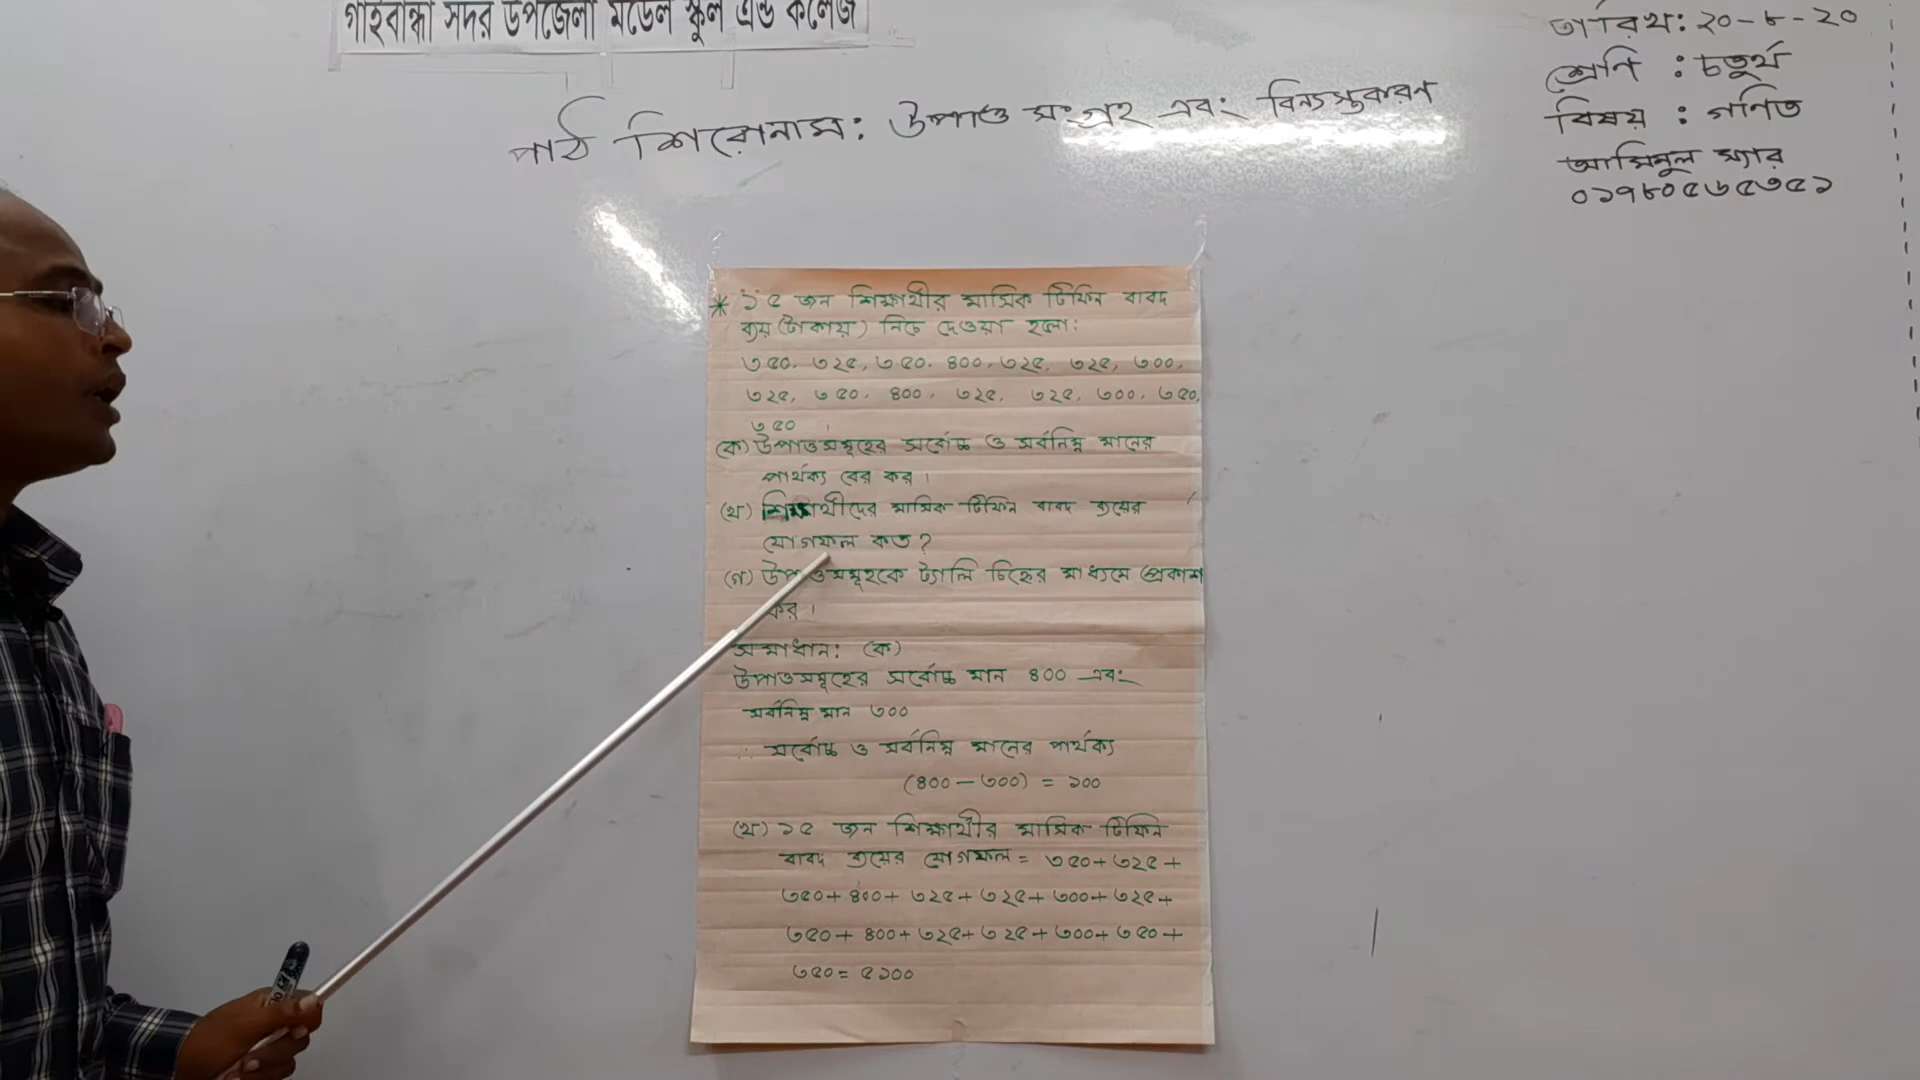 গাইবান্ধা সদর উপজেলা মডেল স্কুল এন্ড কলেজ
তারিখ: ২০-৮-২০
শ্রেণি : চতুর্থ
বিষয় : গণিত
আমিনুল স্যার
০১৭৮০৫৬৫৩৫১
পাঠ শিরোনাম: উপাত্ত সংগ্রহ এবং বিন্যস্তকরণ
* ১৫ জন শিক্ষার্থীর মাসিক টিফিন বাবদ
ব্যয় (টাকায়) নিচে দেওয়া হলো:
৩৫০, ৩২৫, ৩৫০, ৪০০, ৩২৫, ৩২৫, ৩০০,
৩২৫, ৩৫০, ৪০০, ৩২৫, ৩২৫, ৩০০, ৩৫০,
৩৫০।
(ক) উপাত্তসমূহের সর্বোচ্চ ও সর্বনিম্ন মানের
পার্থক্য বের কর।
(খ) শিক্ষার্থীদের মাসিক টিফিন বাবদ ব্যয়ের
যোগফল কত?
(গ) উপাত্তসমূহকে ট্যালি চিহ্নের মাধ্যমে প্রকাশ
কর।
সমাধান: (ক)
উপাত্তসমূহের সর্বোচ্চ মান ৪০০ এবং
সর্বনিম্ন মান ৩০০
∴ সর্বোচ্চ ও সর্বনিম্ন মানের পার্থক্য
(৪০০ – ৩০০) = ১০০
(খ) ১৫ জন শিক্ষার্থীর মাসিক টিফিন
বাবদ ব্যয়ের যোগফল = ৩৫০+ ৩২৫ +
৩৫০+ ৪০০+ ৩২৫+ ৩২৫+ ৩০০+ ৩২৫+
৩৫০+ ৪০০+ ৩২৫+ ৩২৫+ ৩০০+ ৩৫০+
৩৫০= ৫১০০